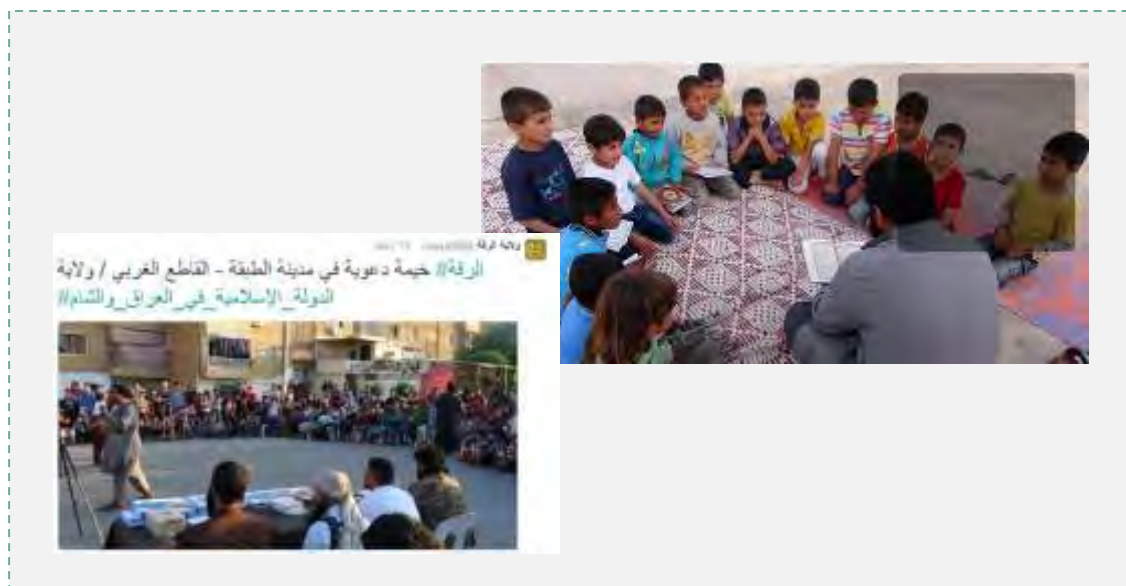 ولاية الرقة
الرقة# خيمة دعوية في مدينة الطبقة - القاطع الغربي / ولاية
الدولة_الإسلامية_في_العراق_والشام#